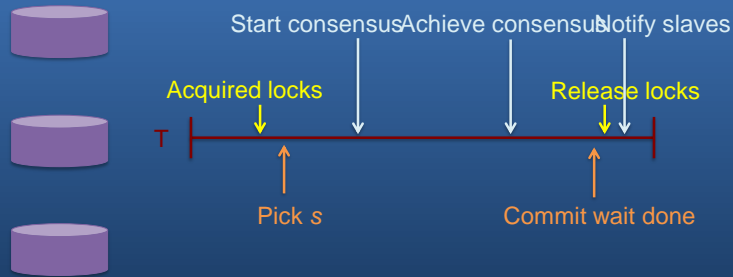 Start consensus
Achieve consensus
Notify slaves
Acquired locks
Release locks
T
Pick s
Commit wait done